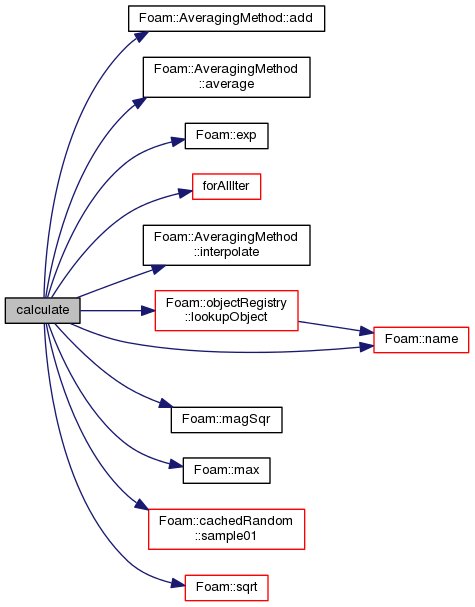 Foam::AveragingMethod::add
Foam::AveragingMethod
::average
Foam::exp
forAllIter
Foam::AveragingMethod
::interpolate
calculate
Foam::objectRegistry
::lookupObject
Foam::name
Foam::magSqr
Foam::max
Foam::cachedRandom
::sample01
Foam::sqrt